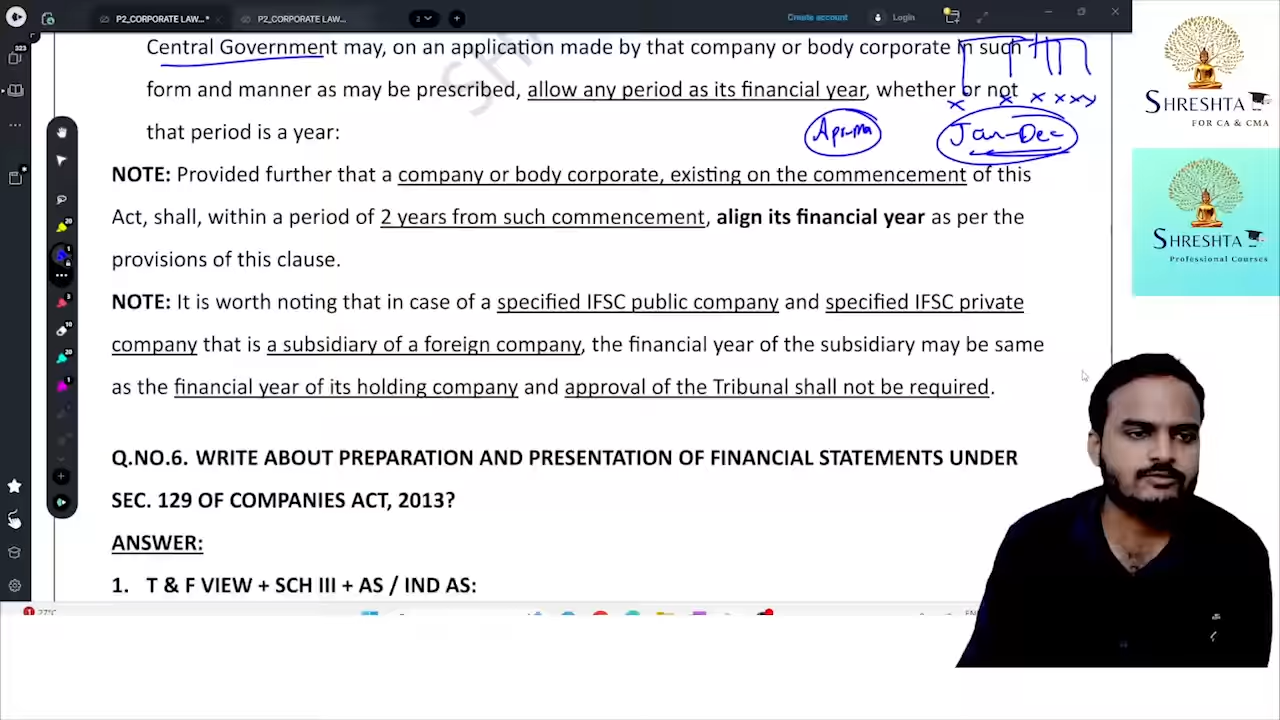 P2_CORPORATE LAW...*
P2_CORPORATE LAW...
2
Create account
Login
323
Central Government may, on an application made by that company or body corporate in such
form and manner as may be prescribed, allow any period as its financial year, whether or not
that period is a year:
Apr-Ma
Jan-Dec
NOTE: Provided further that a company or body corporate, existing on the commencement of this
Act, shall, within a period of 2 years from such commencement, align its financial year as per the
provisions of this clause.
NOTE: It is worth noting that in case of a specified IFSC public company and specified IFSC private
company that is a subsidiary of a foreign company, the financial year of the subsidiary may be same
as the financial year of its holding company and approval of the Tribunal shall not be required.
Q.NO.6. WRITE ABOUT PREPARATION AND PRESENTATION OF FINANCIAL STATEMENTS UNDER
SEC. 129 OF COMPANIES ACT, 2013?
ANSWER:
1. T & F VIEW + SCH III + AS / IND AS:
27°C
SHRESHTA
FOR CA & CMA
SHRESHTA
Professional Courses